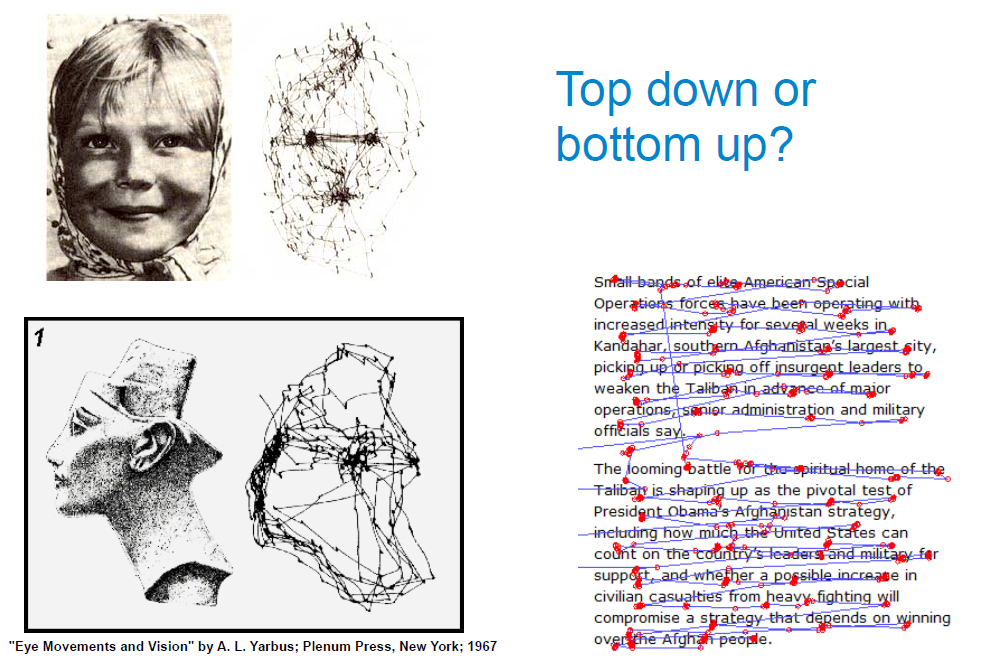 Top down or
bottom up?
Small bands of elite American Special
Operations forces have been operating with
increased intensity for several weeks in
Kandahar, southern Afghanistan's largest city,
picking up or picking off insurgent leaders to
weaken the Taliban in advance of major
operations, senior administration and military
officials say.
The looming battle for the spiritual home of the
Taliban is shaping up as the pivotal test of
President Obama's Afghanistan strategy,
including how much the United States can
count on the country's leaders and military for
support, and whether a possible increase in
civilian casualties from heavy fighting will
compromise a strategy that depends on winning
over the Afghan people.
1
"Eye Movements and Vision" by A. L. Yarbus; Plenum Press, New York; 1967